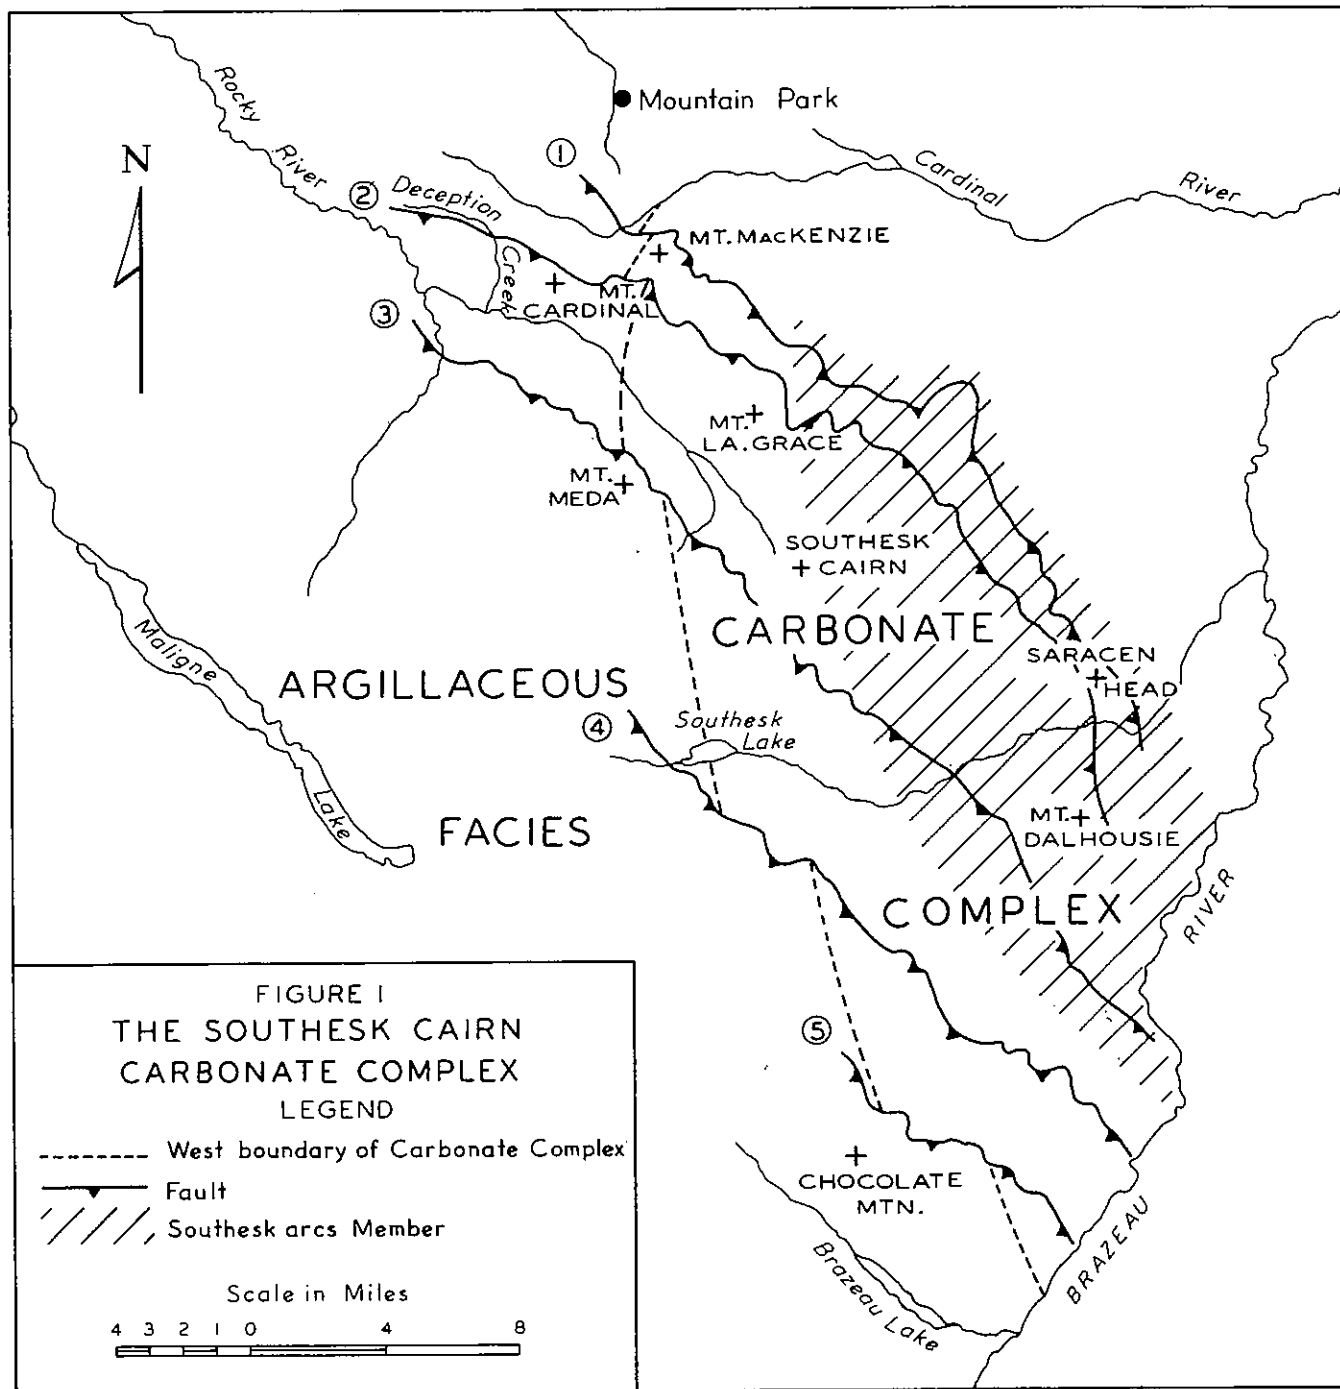 Rocky
River
Mountain Park
N
①
②
Deception
Creek
Cardinal
River
MT. MACKENZIE
MT.
CARDINAL
③
MT.
LA.GRACE
MT.
MEDA
SOUTHESK
CAIRN
CARBONATE
SARACEN
HEAD
Maligne
Lake
ARGILLACEOUS
④
Southesk
Lake
FACIES
MT.
DALHOUSIE
COMPLEX
RIVER
BRAZEAU
⑤
CHOCOLATE
MTN.
Brazeau Lake
FIGURE I
THE SOUTHESK CAIRN
CARBONATE COMPLEX
LEGEND
West boundary of Carbonate Complex
Fault
Southesk arcs Member
Scale in Miles
4 3 2 1 0 4 8